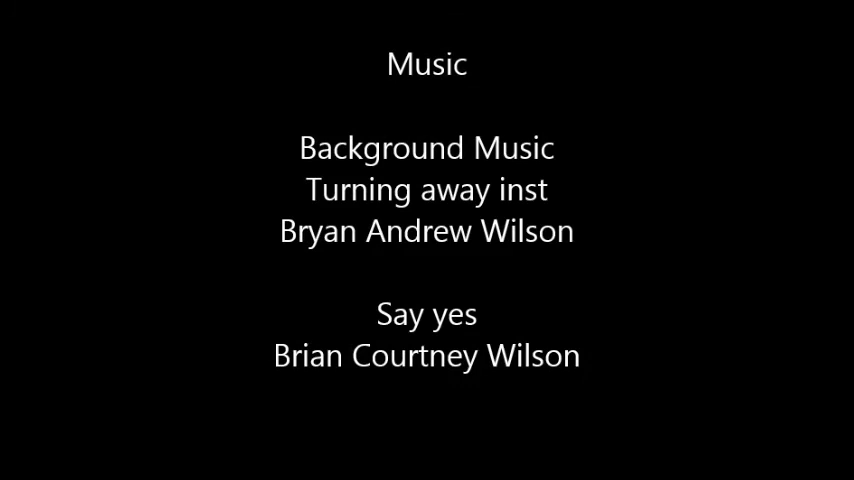 Music
Background Music
Turning away inst
Bryan Andrew Wilson
Say yes
Brian Courtney Wilson